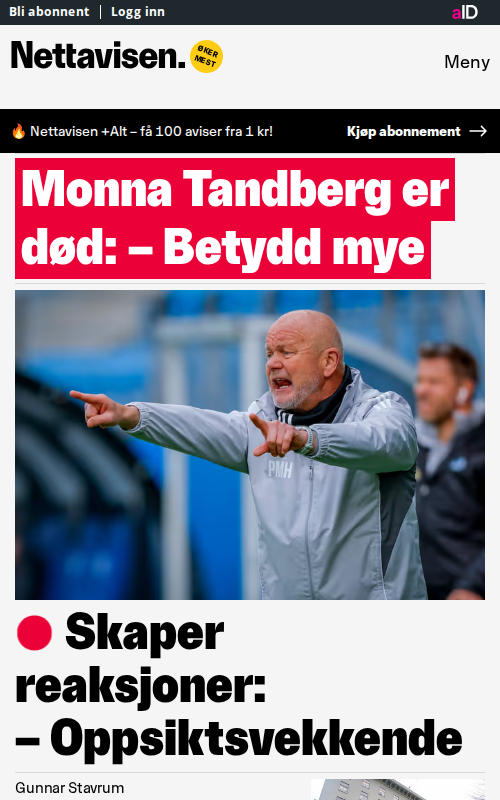 Bli abonnent | Logg inn
aID
Nettavisen.
ØKER
MEST
Meny
🔥 Nettavisen +Alt – få 100 aviser fra 1 kr!
Kjøp abonnement →
Monna Tandberg er
død: – Betydd mye
PMH
Skaper
reaksjoner:
– Oppsiktsvekkende
Gunnar Stavrum